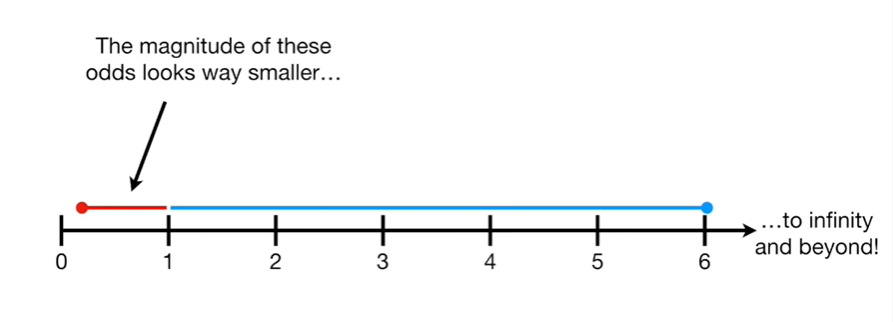 The magnitude of these
odds looks way smaller…
…to infinity
and beyond!
0 1 2 3 4 5 6